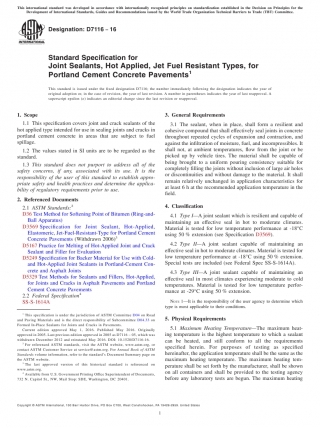 This international standard was developed in accordance with internationally recognized principles on standardization established in the Decision on Principles for the
Development of International Standards, Guides and Recommendations issued by the World Trade Organization Technical Barriers to Trade (TBT) Committee.
Designation: D7116 − 16
Standard Specification for
Joint Sealants, Hot Applied, Jet Fuel Resistant Types, for
Portland Cement Concrete Pavements1
This standard is issued under the fixed designation D7116; the number immediately following the designation indicates the year of
original adoption or, in the case of revision, the year of last revision. A number in parentheses indicates the year of last reapproval. A
superscript epsilon (ε) indicates an editorial change since the last revision or reapproval.
1. Scope
1.1 This specification covers joint and crack sealants of the
hot applied type intended for use in sealing joints and cracks in
portland cement concrete in areas that are subject to fuel
spillage.
1.2 The values stated in SI units are to be regarded as the
standard.
1.3 This standard does not purport to address all of the
safety concerns, if any, associated with its use. It is the
responsibility of the user of this standard to establish appro-
priate safety and health practices and determine the applica-
bility of regulatory requirements prior to use.
2. Referenced Documents
2.1 ASTM Standards:2
D36 Test Method for Softening Point of Bitumen (Ring-and-
Ball Apparatus)
D3569 Specification for Joint Sealant, Hot-Applied,
Elastomeric, Jet-Fuel-Resistant-Type for Portland Cement
Concrete Pavements (Withdrawn 2006)3
D5167 Practice for Melting of Hot-Applied Joint and Crack
Sealant and Filler for Evaluation
D5249 Specification for Backer Material for Use with Cold-
and Hot-Applied Joint Sealants in Portland-Cement Con-
crete and Asphalt Joints
D5329 Test Methods for Sealants and Fillers, Hot-Applied,
for Joints and Cracks in Asphalt Pavements and Portland
Cement Concrete Pavements
2.2 Federal Specification4
SS-S-1614A
1 This specification is under the jurisdiction of ASTM Committee D04 on Road
and Paving Materials and is the direct responsibility of Subcommittee D04.33 on
Formed In-Place Sealants for Joints and Cracks in Pavements.
Current edition approved May 1, 2016. Published May 2016. Originally
For referenced ASTM standards, visit the ASTM website, www.astm.org, or
contact ASTM Customer Service at service@astm.org. For Annual Book of ASTM
Standards volume information, refer to the standard's Document Summary page on
the ASTM website.
3 The last approved version of this historical standard is referenced on
www.astm.org.
4 Available from U.S. Government Printing Office Superintendent of Documents,
732 N. Capitol St., NW, Mail Stop: SDE, Washington, DC 20401.
3. General Requirements
3.1 The sealant, when in place, shall form a resilient and
cohesive compound that shall effectively seal joints in concrete
throughout repeated cycles of expansion and contraction, and
against the infiltration of moisture, fuel, and incompressibles. It
shall not, at ambient temperatures, flow from the joint or be
picked up by vehicle tires. The material shall be capable of
being brought to a uniform pouring consistency suitable for
completely filling the joints without inclusion of large air holes
or discontinuities and without damage to the material. It shall
remain relatively unchanged in application characteristics for
at least 6 h at the recommended application temperature in the
field.
4. Classification
4.1 Type I—A joint sealant which is resilient and capable of
maintaining an effective seal in hot to moderate climates.
Material is tested for low temperature performance at -18°C
using 50 % extension (see Specification D3569).
4.2 Type II—A joint sealant capable of maintaining an
effective seal in hot to moderate climates. Material is tested for
low temperature performance at -18°C using 50 % extension.
Special tests are included (see Federal Spec SS-S-1614A).
4.3 Type III—A joint sealant capable of maintaining an
effective seal in most climates experiencing moderate to cold
temperatures. Material is tested for low temperature perfor-
mance at -29°C using 50 % extension.
NOTE 1—It is the responsibility of the user agency to determine which
type is most applicable to their conditions.
5. Physical Requirements
5.1 Maximum Heating Temperature—The maximum heat-
ing temperature is the highest temperature to which a sealant
can be heated, and still conform to all the requirements
specified herein. For purposes of testing as specified
hereinafter, the application temperature shall be the same as the
maximum heating temperature. The maximum heating tem-
perature shall be set forth by the manufacturer, shall be shown
on all containers and shall be provided to the testing agency
before any laboratory tests are begun. The maximum heating
Copyright © ASTM International, 100 Barr Harbor Drive, PO Box C700, West Conshohocken, PA 19428-2959. United States
1